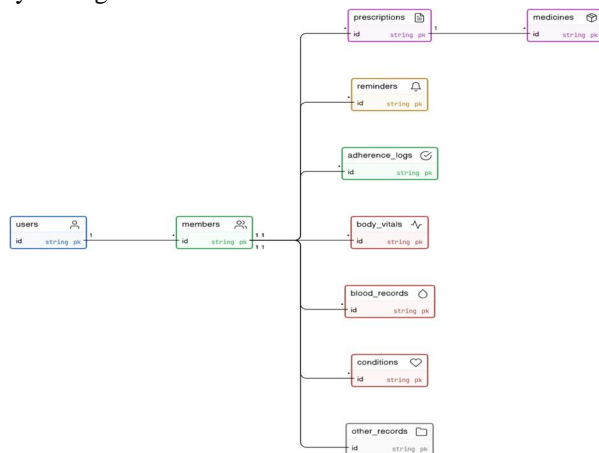 prescriptions
id string pk
1
*
medicines
id string pk
*
reminders
id string pk
*
adherence_logs
id string pk
*
users
id string pk
1
*
members
id string pk
1 1
1 1
*
body_vitals
id string pk
*
blood_records
id string pk
*
conditions
id string pk
*
other_records
id string pk